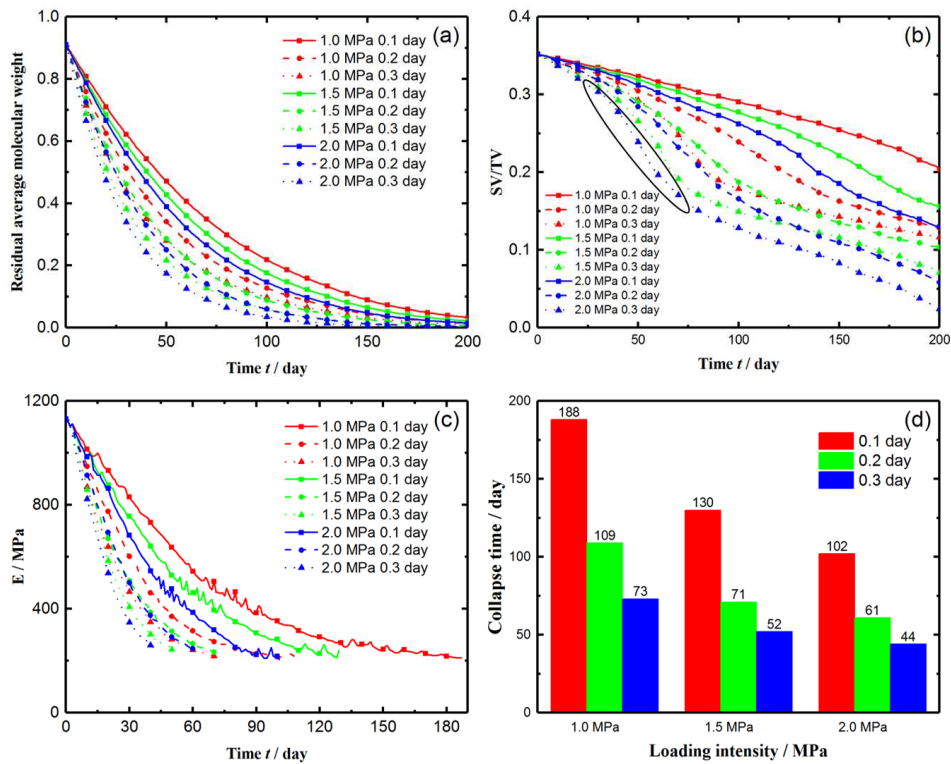 (a)
Residual average molecular weight
1.0
0.8
0.6
0.4
0.2
0.0
1.0 MPa 0.1 day
1.0 MPa 0.2 day
1.0 MPa 0.3 day
1.5 MPa 0.1 day
1.5 MPa 0.2 day
1.5 MPa 0.3 day
2.0 MPa 0.1 day
2.0 MPa 0.2 day
2.0 MPa 0.3 day
0 50 100 150 200
Time t / day
(b)
SV/TV
0.4
0.3
0.2
0.1
0.0
1.0 MPa 0.1 day
1.0 MPa 0.2 day
1.0 MPa 0.3 day
1.5 MPa 0.1 day
1.5 MPa 0.2 day
1.5 MPa 0.3 day
2.0 MPa 0.1 day
2.0 MPa 0.2 day
2.0 MPa 0.3 day
0 50 100 150 200
Time t / day
(c)
E / MPa
1200
800
400
0
1.0 MPa 0.1 day
1.0 MPa 0.2 day
1.0 MPa 0.3 day
1.5 MPa 0.1 day
1.5 MPa 0.2 day
1.5 MPa 0.3 day
2.0 MPa 0.1 day
2.0 MPa 0.2 day
2.0 MPa 0.3 day
0 30 60 90 120 150 180
Time t / day
(d)
Collapse time / day
200
150
100
50
0
0.1 day
0.2 day
0.3 day
188
109
73
130
71
52
102
61
44
1.0 MPa 1.5 MPa 2.0 MPa
Loading intensity / MPa